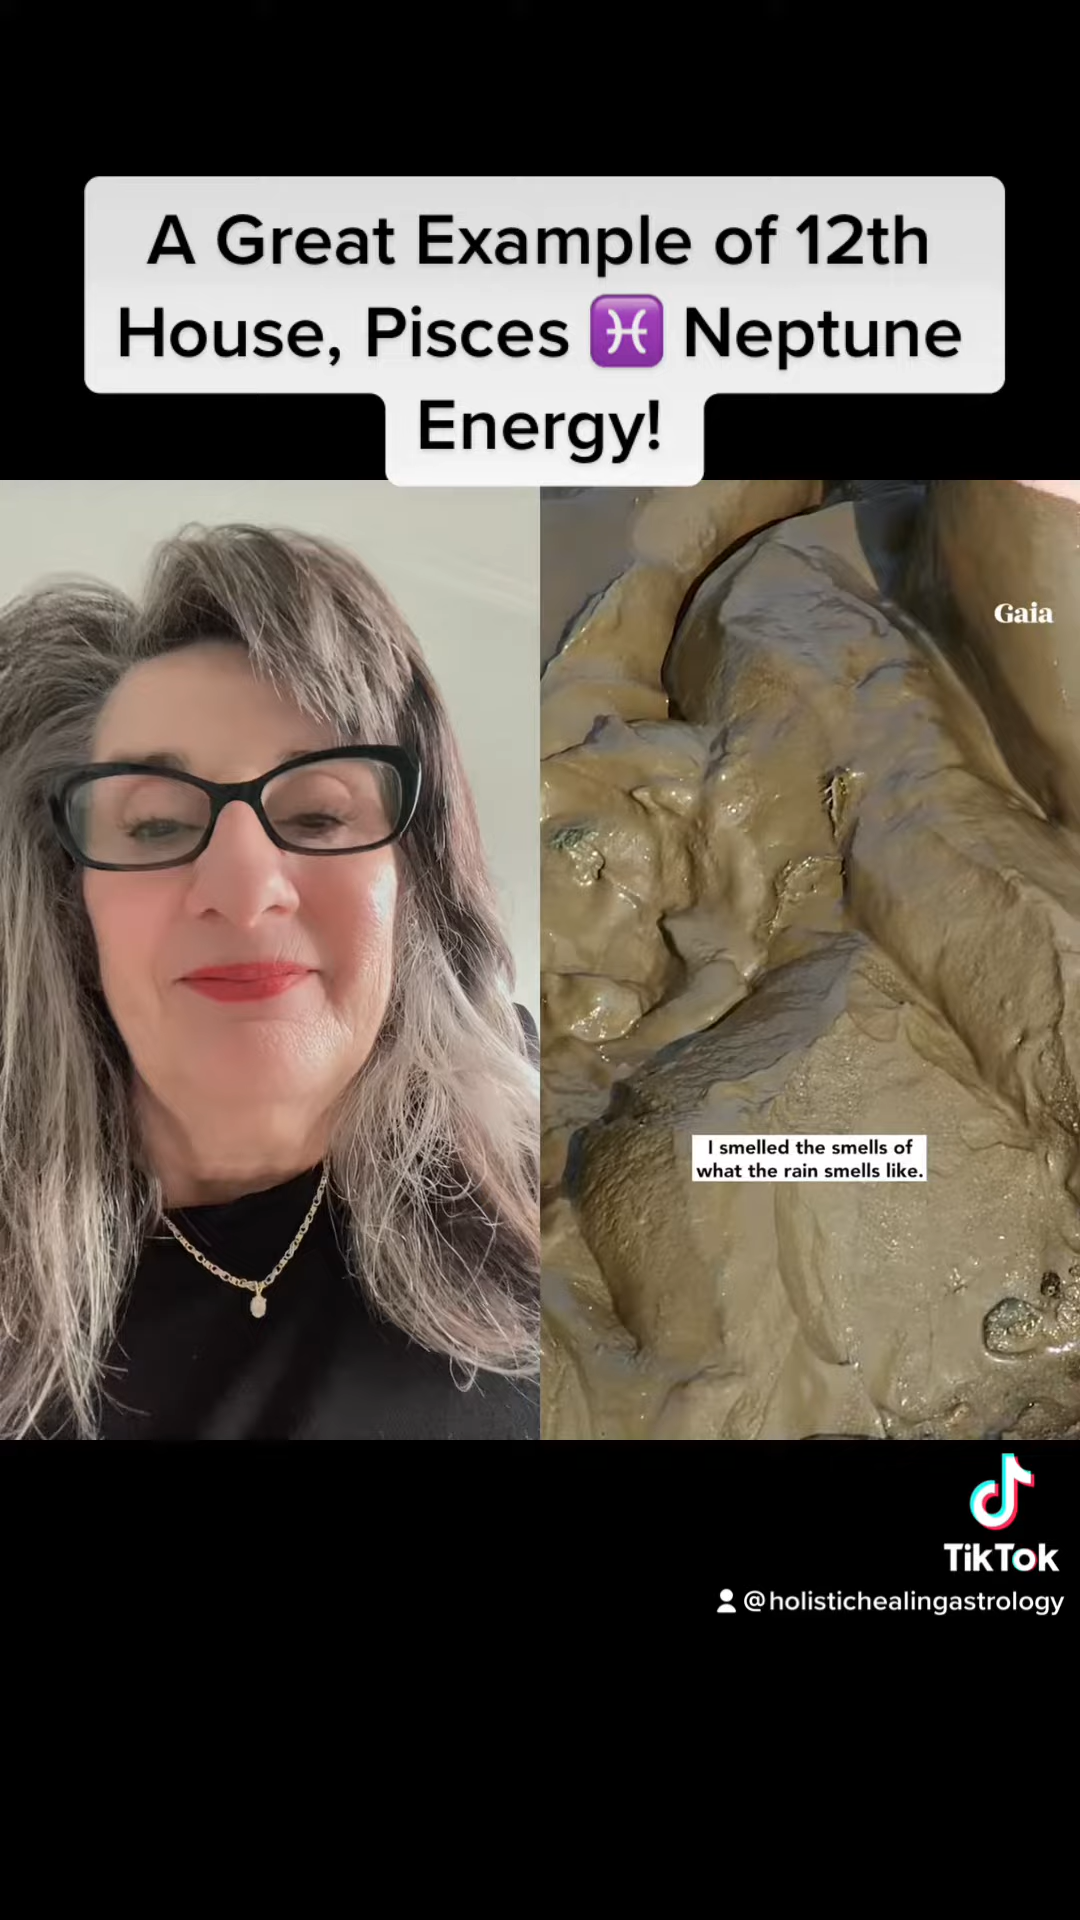 A Great Example of 12th
House, Pisces ♓ Neptune
Energy!
Gaia
I smelled the smells of
what the rain smells like.
TikTok
@holistichealingastrology